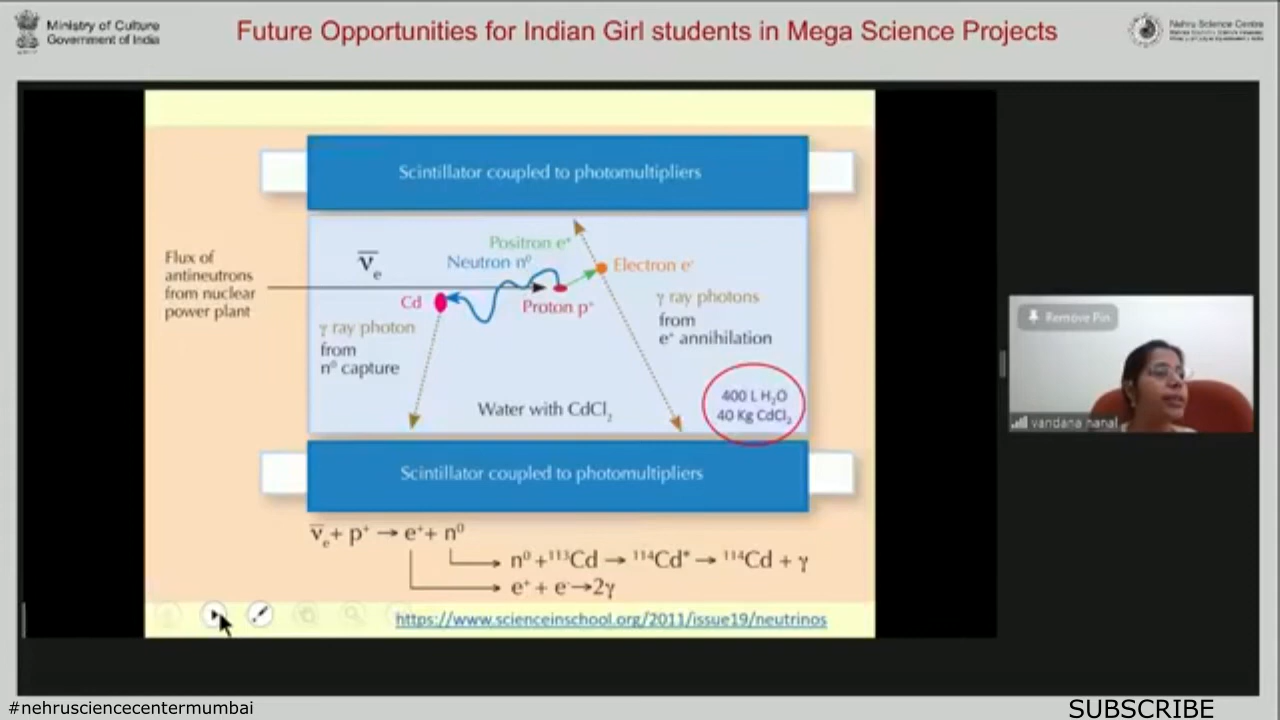 Ministry of Culture
Government of India
Future Opportunities for Indian Girl students in Mega Science Projects
Nehru Science Centre
Scintillator coupled to photomultipliers
Flux of
antineutrons
from nuclear
power plant
ν̅ₑ
Positron e⁺
Neutron n⁰
Electron e⁻
Cd
Proton p⁺
γ ray photon
from
n⁰ capture
γ ray photons
from
e⁺ annihilation
Water with CdCl₂
400 L H₂O
40 Kg CdCl₂
Scintillator coupled to photomultipliers
ν̅ₑ + p⁺ → e⁺ + n⁰
n⁰ + ¹¹³Cd → ¹¹⁴Cd* → ¹¹⁴Cd + γ
e⁺ + e⁻→2γ
https://www.scienceinschool.org/2011/issue19/neutrinos
Remove Pin
vandana nanal
#nehrusciencecentermumbai
SUBSCRIBE